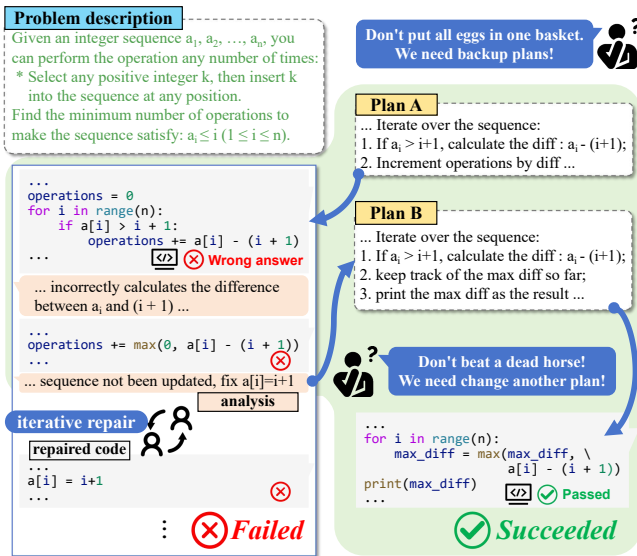 Problem description
Given an integer sequence a₁, a₂, …, aₙ, you
can perform the operation any number of times:
* Select any positive integer k, then insert k
into the sequence at any position.
Find the minimum number of operations to
make the sequence satisfy: aᵢ ≤ i (1 ≤ i ≤ n).
Don't put all eggs in one basket.
We need backup plans!
?
Plan A
... Iterate over the sequence:
1. If aᵢ > i+1, calculate the diff : aᵢ - (i+1);
2. Increment operations by diff ...
Plan B
... Iterate over the sequence:
1. If aᵢ > i+1, calculate the diff : aᵢ - (i+1);
2. keep track of the max diff so far;
3. print the max diff as the result ...
...
operations = 0
for i in range(n):
if a[i] > i + 1:
operations += a[i] - (i + 1)
...
</> Wrong answer
... incorrectly calculates the difference
between aᵢ and (i + 1) ...
...
operations += max(0, a[i] - (i + 1))
...
... sequence not been updated, fix a[i]=i+1
analysis
iterative repair
repaired code
...
a[i] = i+1
...
⋮
Failed
?
Don't beat a dead horse!
We need change another plan!
...
for i in range(n):
max_diff = max(max_diff, \
a[i] - (i + 1))
print(max_diff)
...
</> Passed
Succeeded